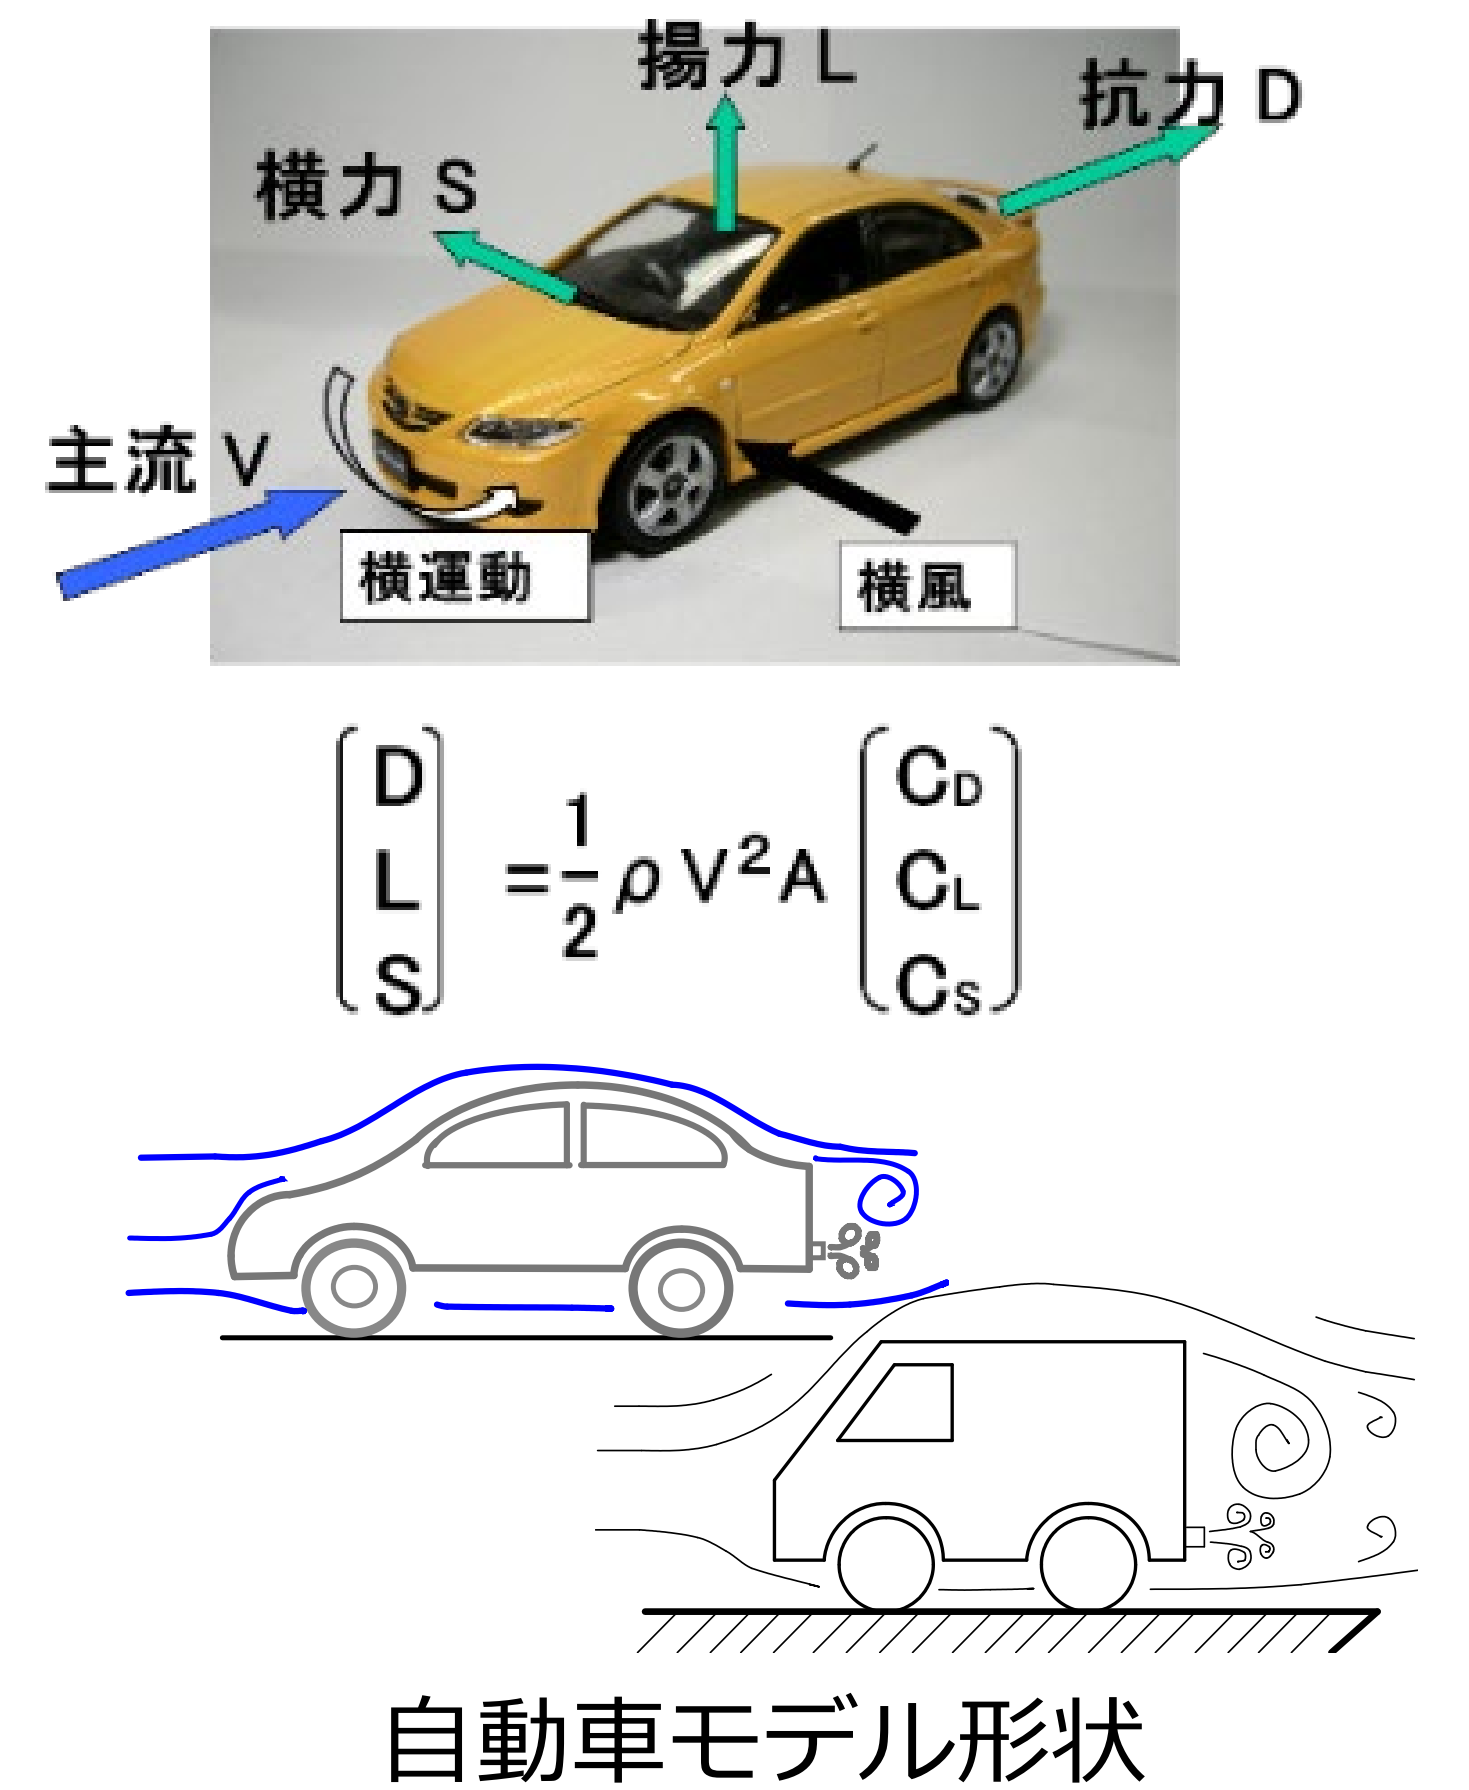 揚力 L
抗力 D
横力 S
主流 V
横運動
横風
D
L
S
=1/2 ρ V² A
C_D
C_L
C_S
自動車モデル形状